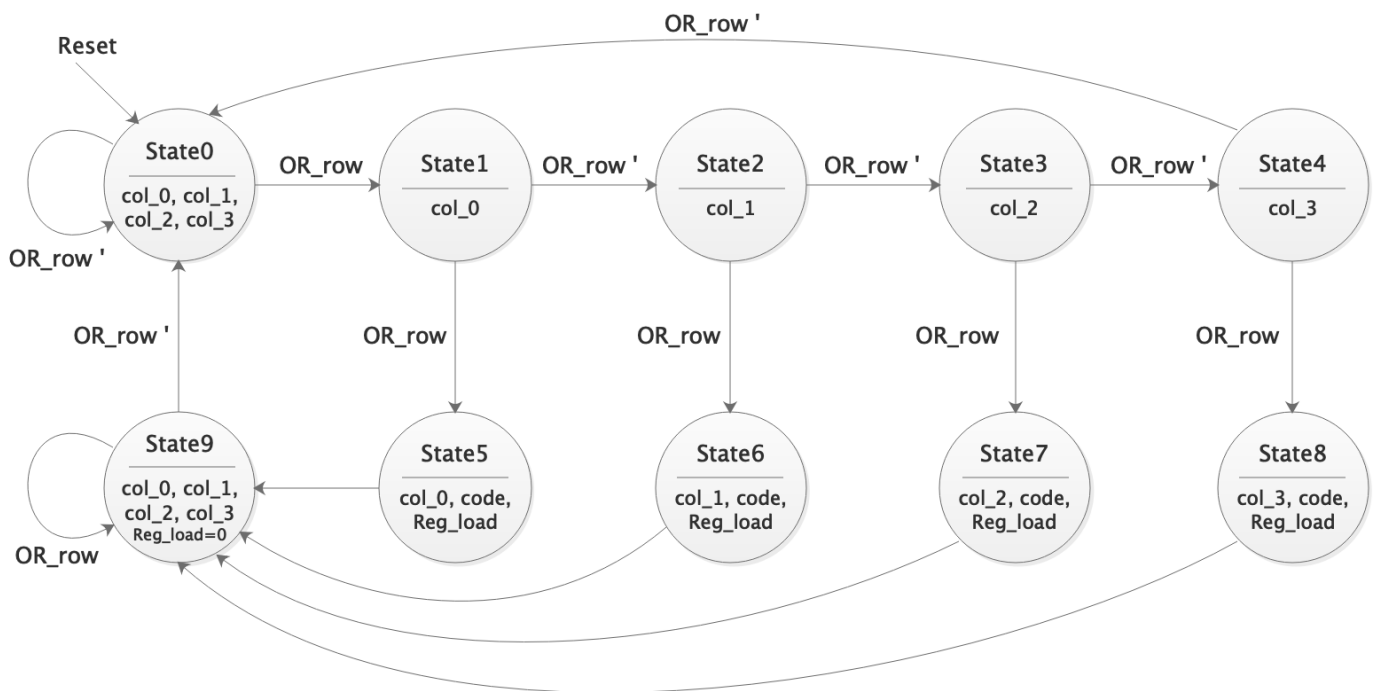 OR_row '
Reset
State0
col_0, col_1,
col_2, col_3
OR_row
State1
col_0
OR_row '
State2
col_1
OR_row '
State3
col_2
OR_row '
State4
col_3
OR_row '
OR_row '
OR_row
OR_row
OR_row
OR_row
State9
col_0, col_1,
col_2, col_3
Reg_load=0
OR_row
State5
col_0, code,
Reg_load
State6
col_1, code,
Reg_load
State7
col_2, code,
Reg_load
State8
col_3, code,
Reg_load